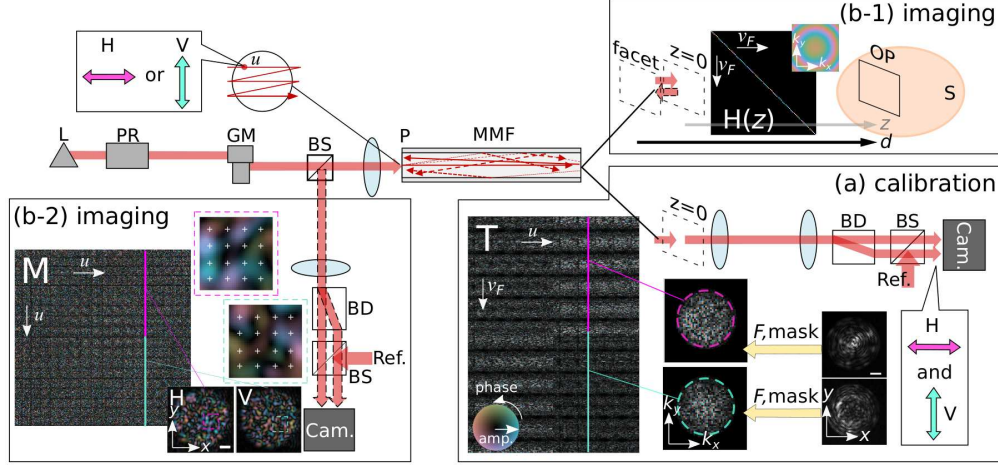 H or V
u
L
PR
GM
BS
P
MMF
(b-1) imaging
facet
z=0
v_F
v_F
H(z)
k_y
k_x
Op
S
z
d
(b-2) imaging
M
u
u
BD
Ref.
BS
Cam.
H
V
y
x
(a) calibration
z=0
T
u
v_F
BD
BS
Cam.
Ref.
F, mask
F, mask
phase
amp.
k_y
k_x
y
x
H
and
V